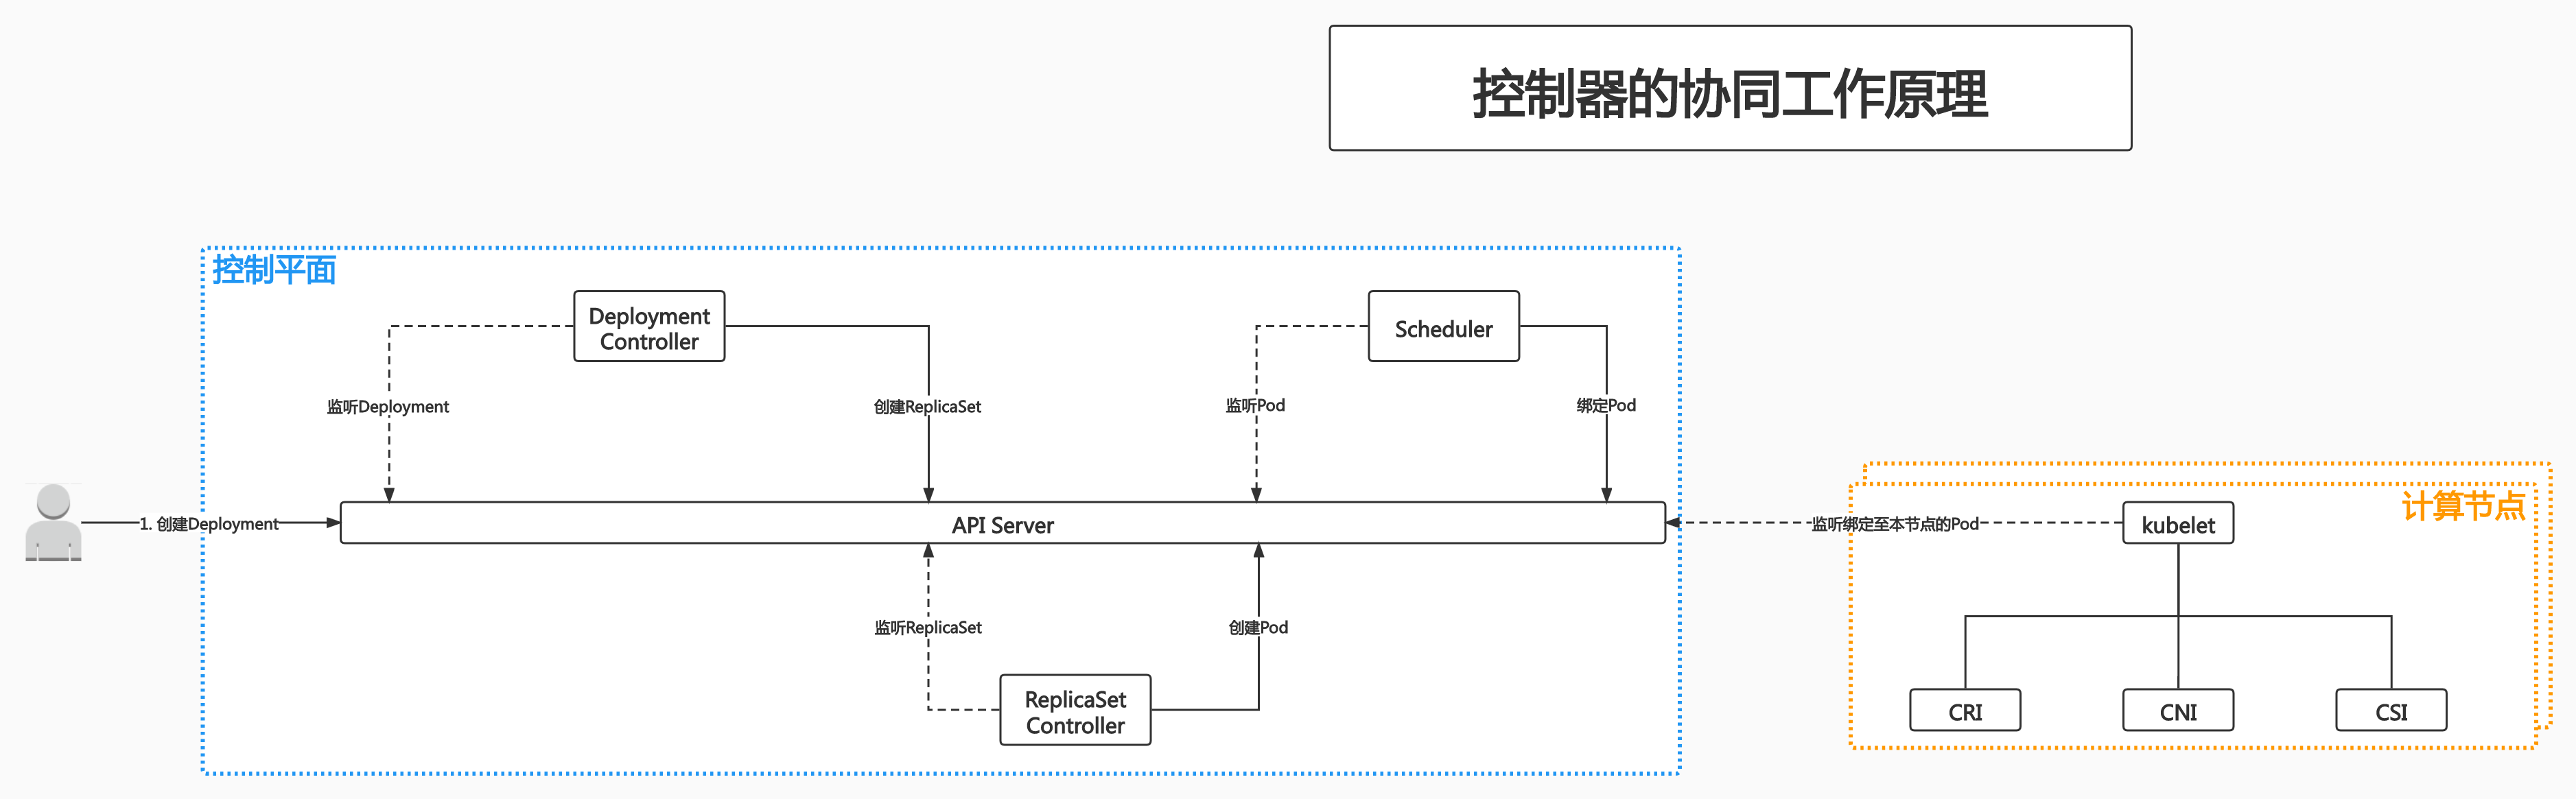 控制器的协同工作原理
控制平面
Deployment
Controller
Scheduler
监听Deployment
创建ReplicaSet
监听Pod
绑定Pod
计算节点
1. 创建Deployment
API Server
监听绑定至本节点的Pod
kubelet
监听ReplicaSet
创建Pod
ReplicaSet
Controller
CRI
CNI
CSI